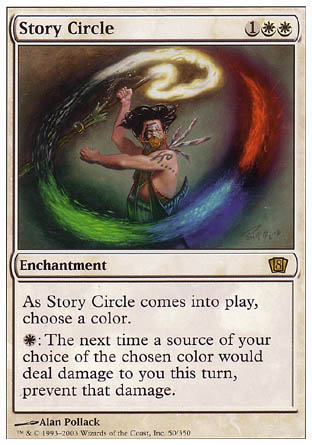 Story Circle 1
Enchantment 8
As Story Circle comes into play,
choose a color.
: The next time a source of your
choice of the chosen color would
deal damage to you this turn,
prevent that damage.
Alan Pollack
™ & © 1993–2003 Wizards of the Coast, Inc. 50/350